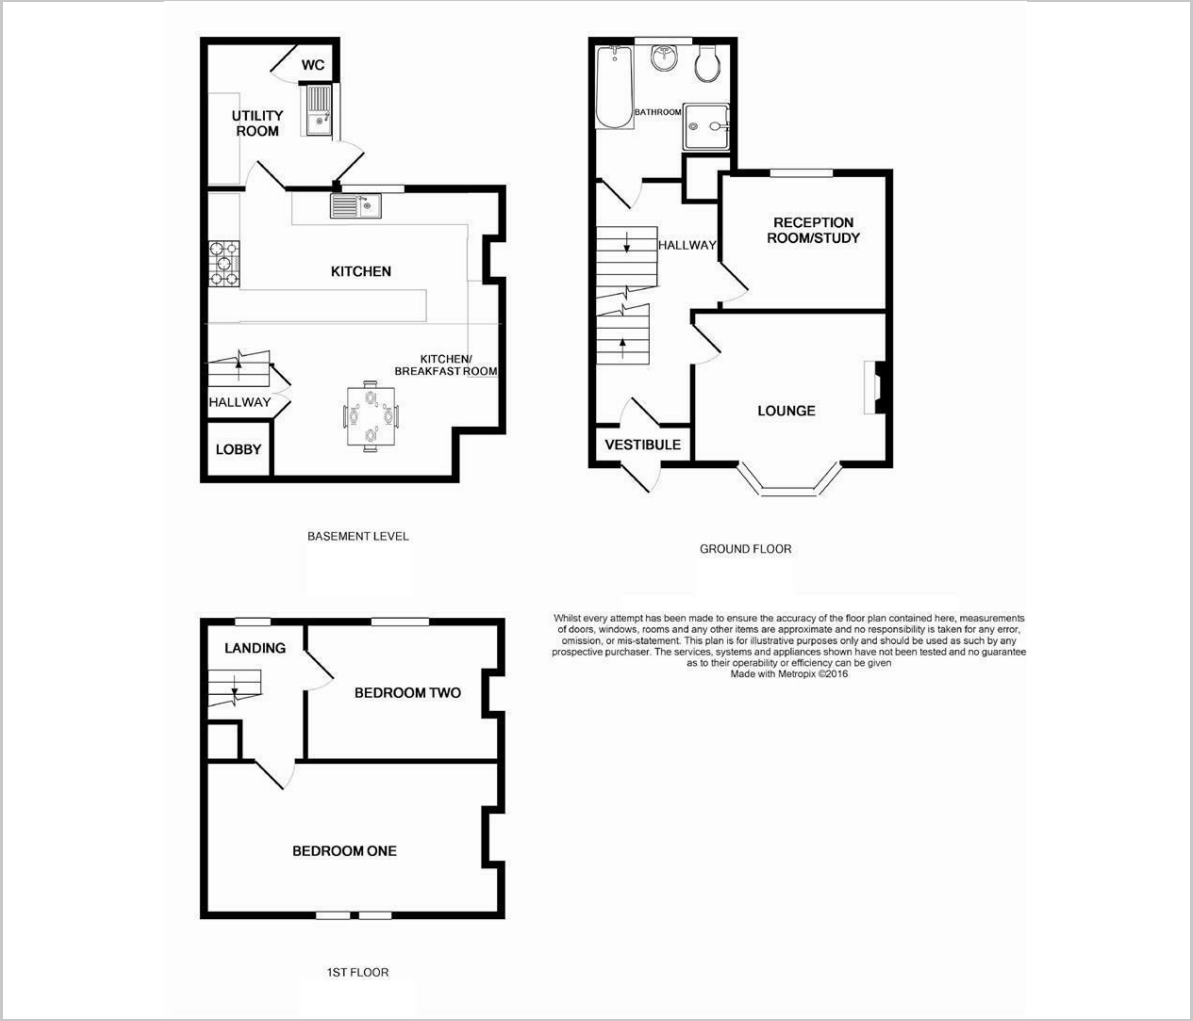 WC
UTILITY
ROOM
KITCHEN
KITCHEN/
BREAKFAST ROOM
HALLWAY
LOBBY
BASEMENT LEVEL
BATHROOM
HALLWAY
RECEPTION
ROOM/STUDY
LOUNGE
VESTIBULE
GROUND FLOOR
LANDING
BEDROOM TWO
BEDROOM ONE
1ST FLOOR
Whilst every attempt has been made to ensure the accuracy of the floor plan contained here, measurements
of doors, windows, rooms and any other items are approximate and no responsibility is taken for any error,
omission, or mis-statement. This plan is for illustrative purposes only and should be used as such by any
prospective purchaser. The services, systems and appliances shown have not been tested and no guarantee
as to their operability or efficiency can be given
Made with Metropix ©2016